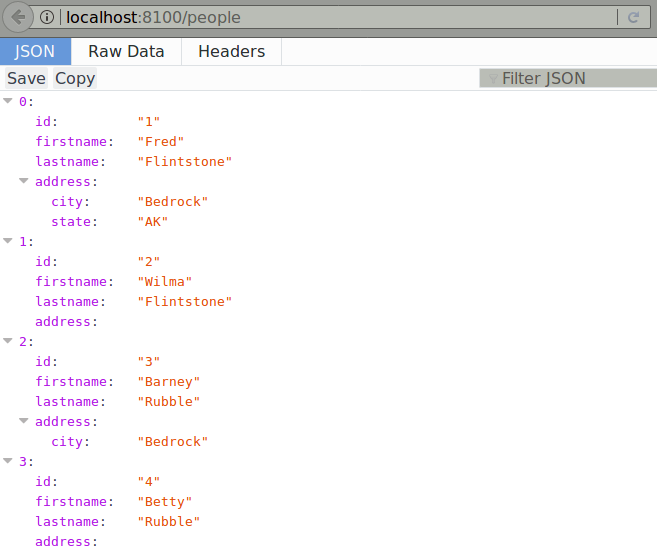 localhost:8100/people
JSON Raw Data Headers
Save Copy Filter JSON
0:
id: "1"
firstname: "Fred"
lastname: "Flintstone"
address:
city: "Bedrock"
state: "AK"
1:
id: "2"
firstname: "Wilma"
lastname: "Flintstone"
address:
2:
id: "3"
firstname: "Barney"
lastname: "Rubble"
address:
city: "Bedrock"
3:
id: "4"
firstname: "Betty"
lastname: "Rubble"
address: